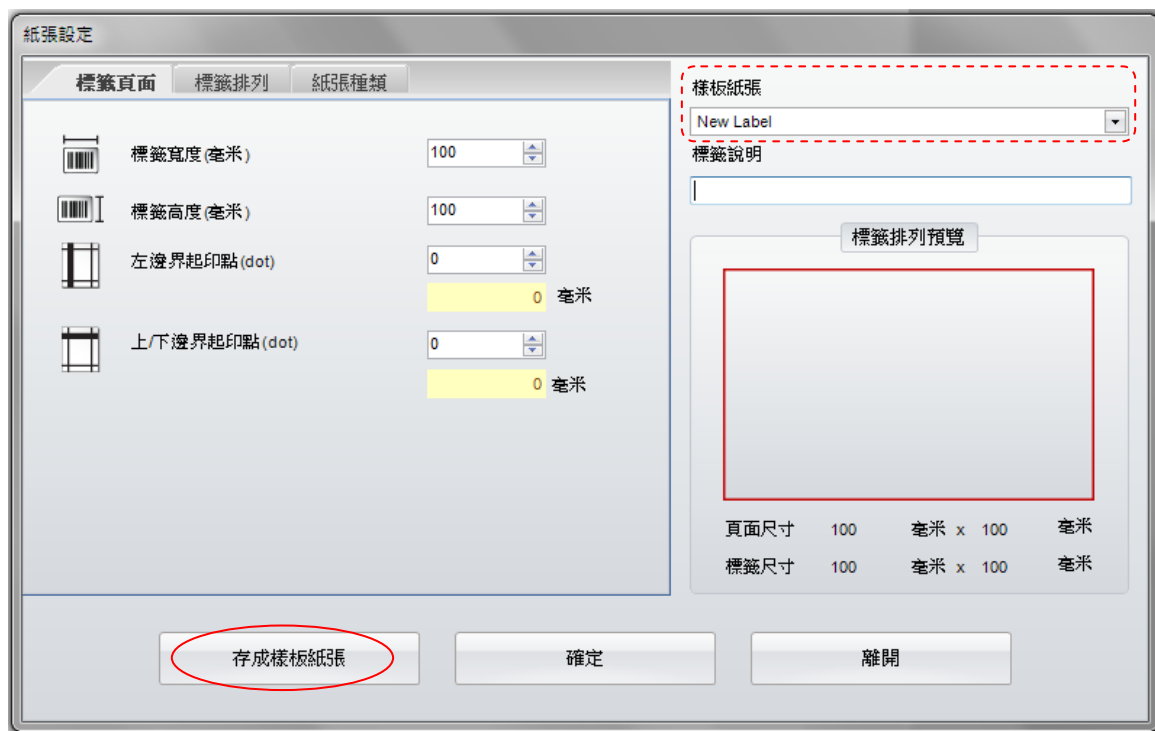 紙張設定
標籤頁面 標籤排列 紙張種類
標籤寬度(毫米) 100
標籤高度(毫米) 100
左邊界起印點(dot) 0
0 毫米
上/下邊界起印點(dot) 0
0 毫米
樣板紙張
New Label
標籤說明
標籤排列預覽
頁面尺寸 100 毫米 x 100 毫米
標籤尺寸 100 毫米 x 100 毫米
存成樣板紙張 確定 離開